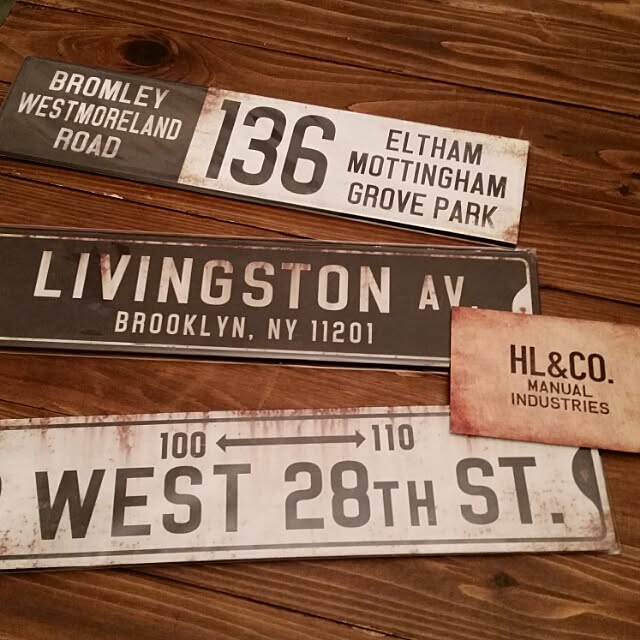 BROMLEY
WESTMORELAND
ROAD
136
ELTHAM
MOTTINGHAM
GROVE PARK
LIVINGSTON AV.
BROOKLYN, NY 11201
HL&CO.
MANUAL
INDUSTRIES
100 ↔ 110
WEST 28TH ST.